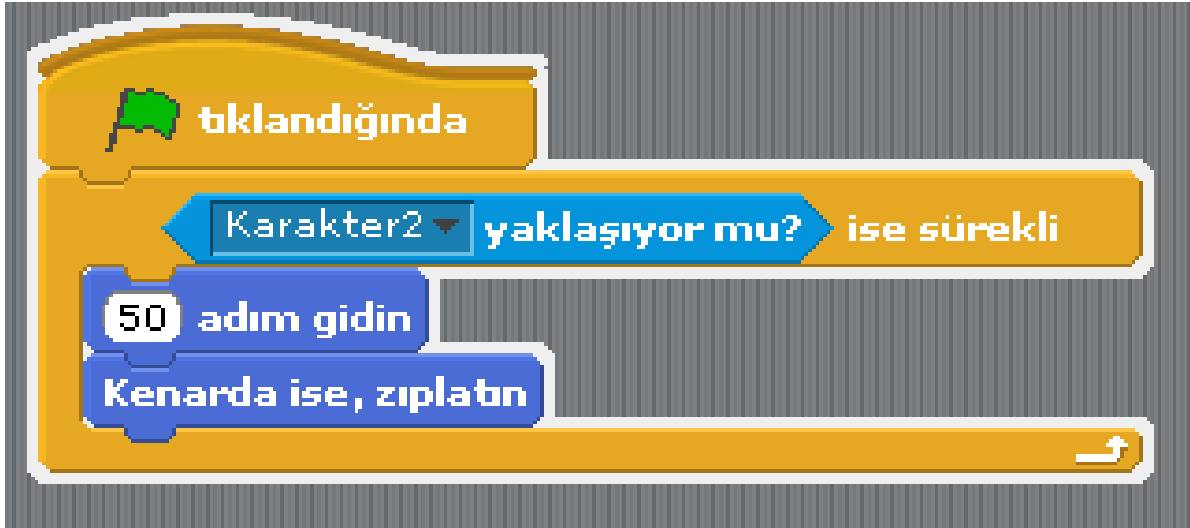 tıklandığında
Karakter2 yaklaşıyor mu? ise sürekli
50 adım gidin
Kenarda ise, zıplatın